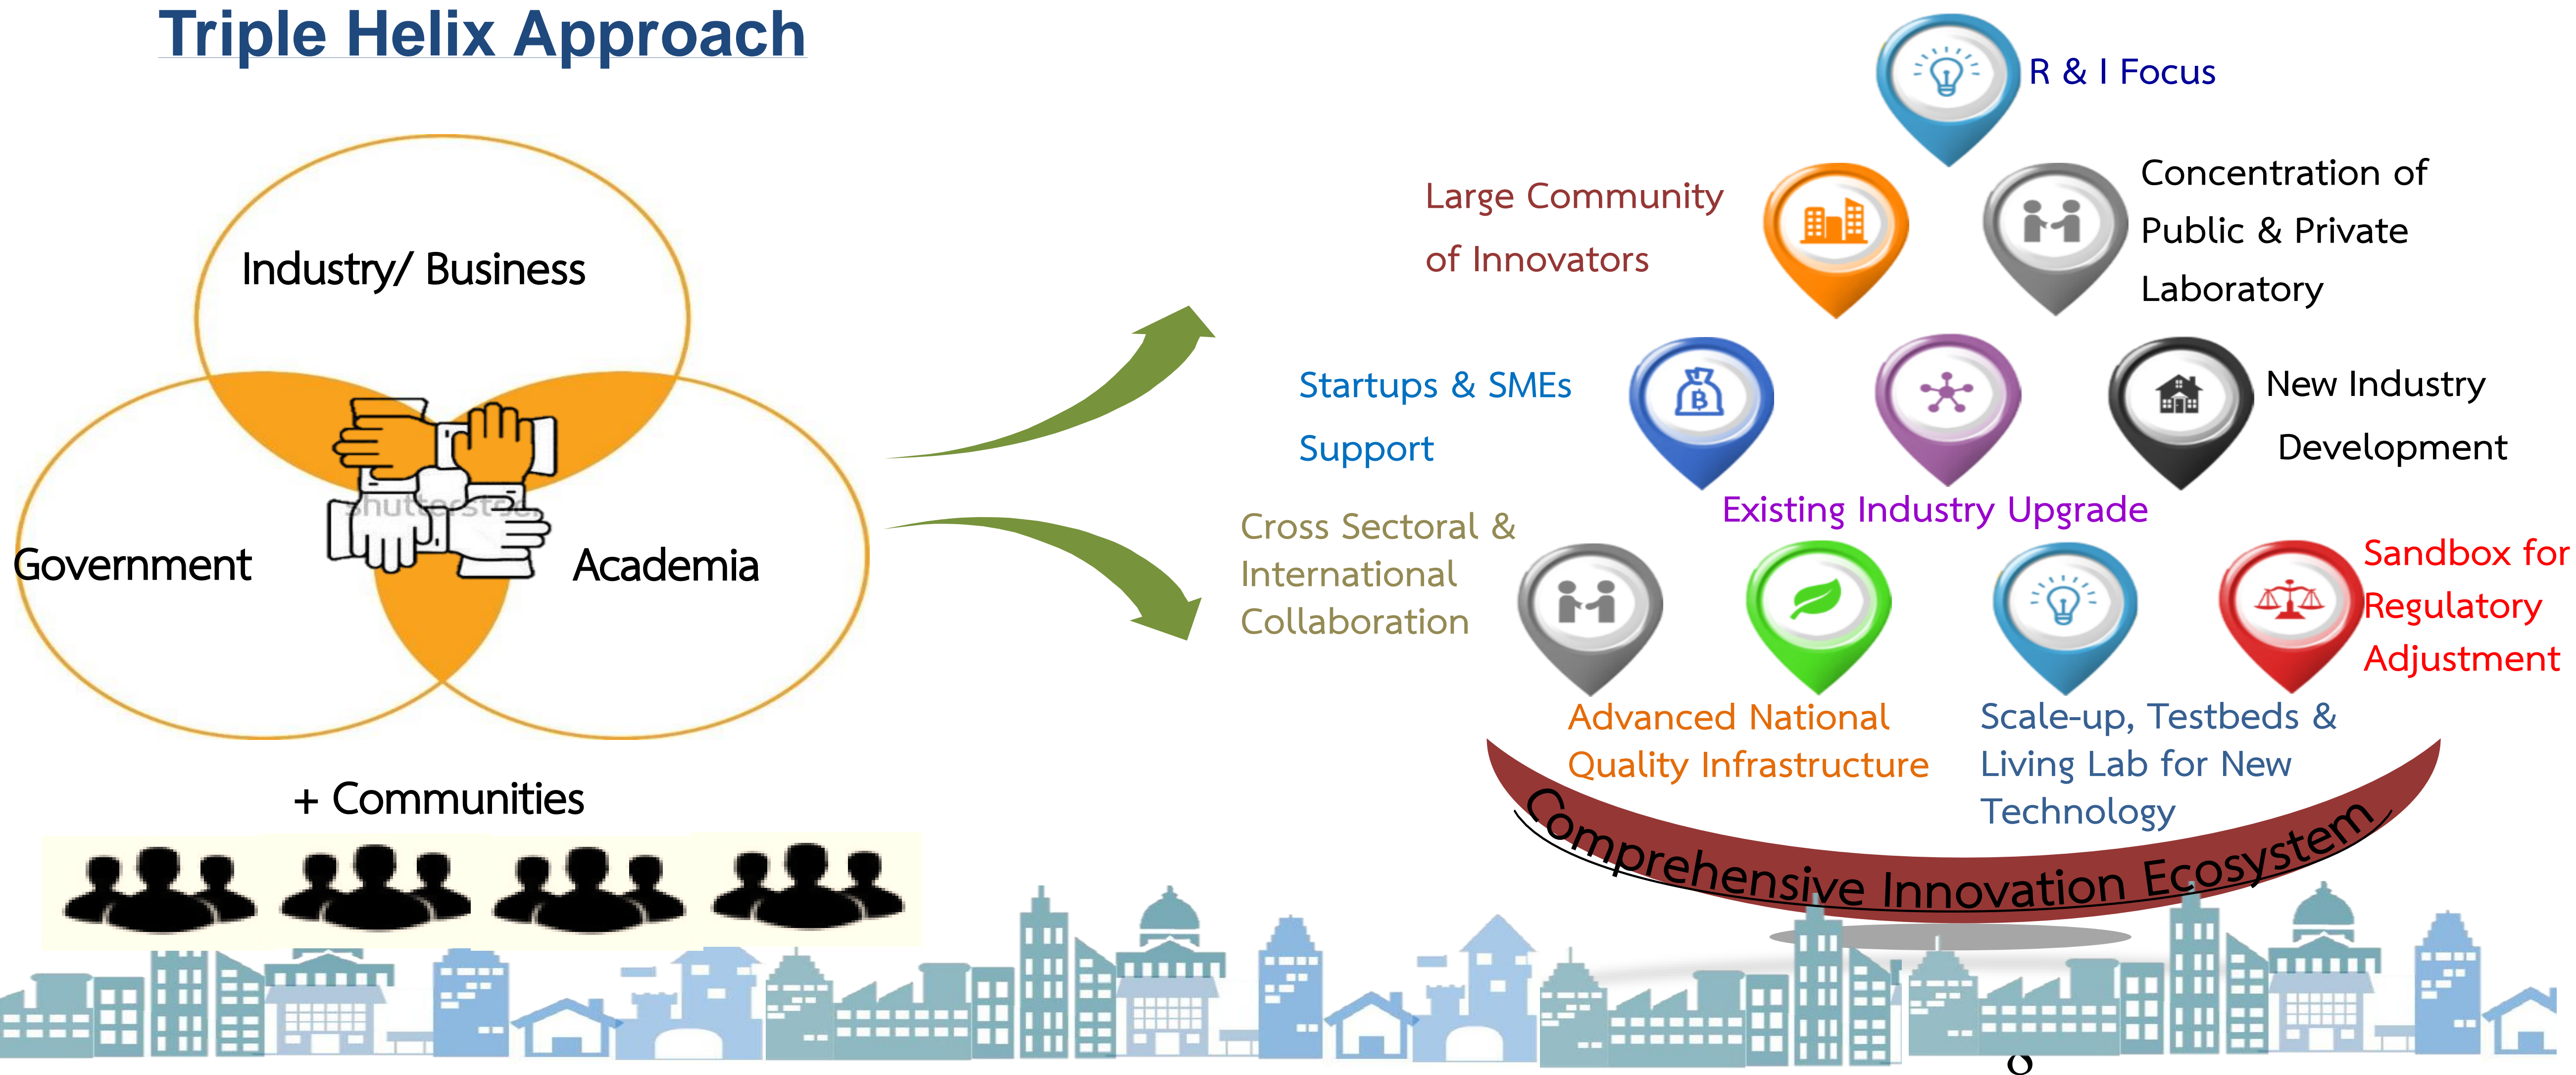 Triple Helix Approach
Industry/ Business
Government
Academia
+ Communities
R & I Focus
Large Community
of Innovators
Concentration of
Public & Private
Laboratory
Startups & SMEs
Support
New Industry
Development
Existing Industry Upgrade
Cross Sectoral &
International
Collaboration
Sandbox for
Regulatory
Adjustment
Advanced National
Quality Infrastructure
Scale-up, Testbeds &
Living Lab for New
Technology
Comprehensive Innovation Ecosystem